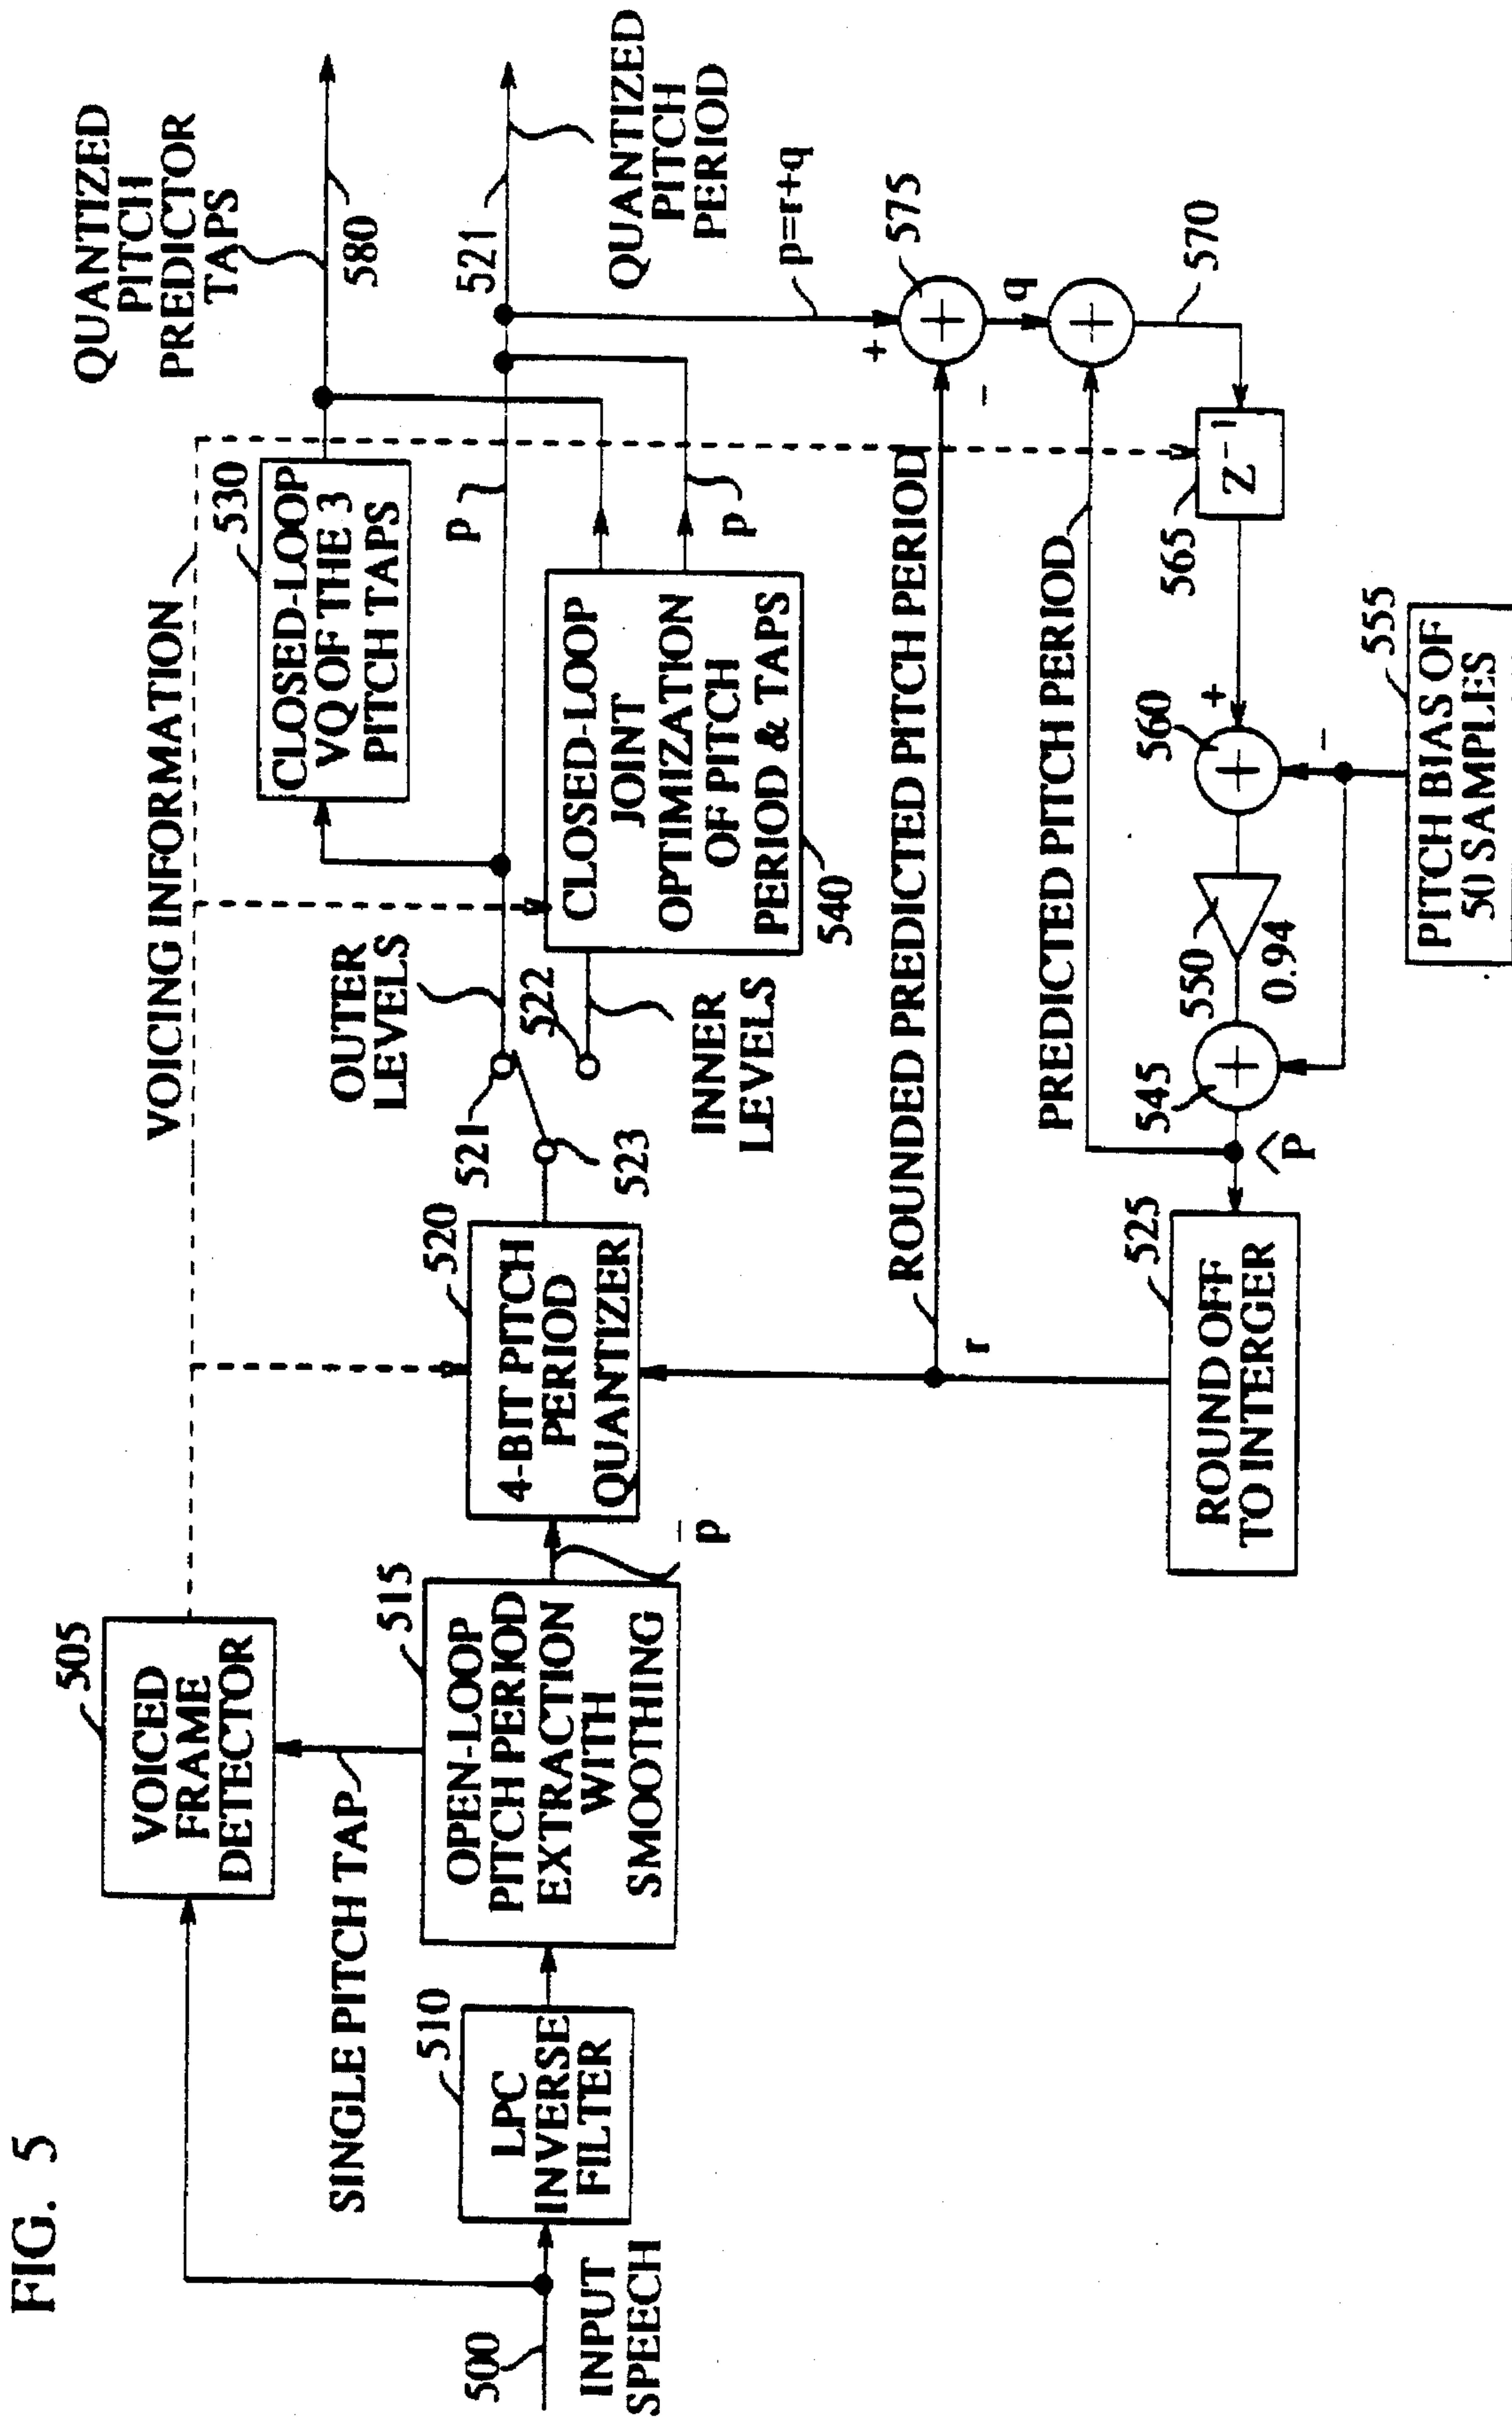 FIG. 5
500
INPUT
SPEECH
510
LPC
INVERSE
FILTER
SINGLE PITCH TAP
505
VOICED
FRAME
DETECTOR
515
OPEN-LOOP
PITCH PERIOD
EXTRACTION
WITH
SMOOTHING
p
520
4-BIT PITCH
PERIOD
QUANTIZER
VOICING INFORMATION
521
523
522
OUTER
LEVELS
INNER
LEVELS
530
CLOSED-LOOP
VQ OF THE 3
PITCH TAPS
p
CLOSED-LOOP
JOINT
OPTIMIZATION
OF PITCH
PERIOD & TAPS
540
p
QUANTIZED
PITCH
PREDICTOR
TAPS
580
521
QUANTIZED
PITCH
PERIOD
p=r+q
575
+
+
−
q
+
570
ROUNDED PREDICTED PITCH PERIOD
r
PREDICTED PITCH PERIOD
565
Z⁻¹
560
+
+
−
550
0.94
545
+
P̂
525
ROUND OFF
TO INTERGER
555
PITCH BIAS OF
50 SAMPLES